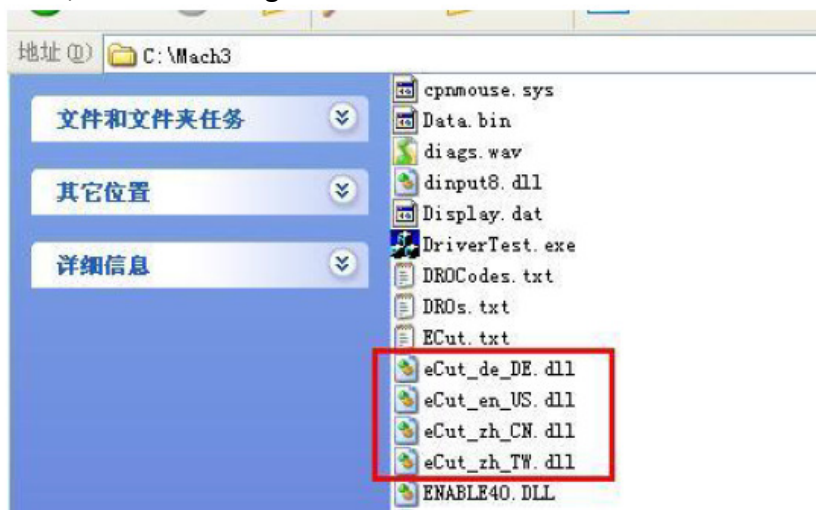 地址(D) C:\Mach3
文件和文件夹任务
其它位置
详细信息
cpnmouse.sys
Data.bin
diags.wav
dinput8.dll
Display.dat
DriverTest.exe
DROCodes.txt
DROs.txt
ECut.txt
eCut_de_DE.dll
eCut_en_US.dll
eCut_zh_CN.dll
eCut_zh_TW.dll
ENABLE40.DLL